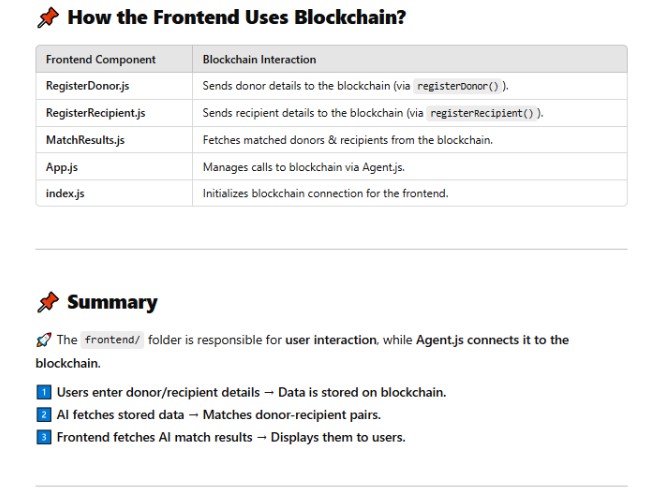 📌 How the Frontend Uses Blockchain?
Frontend Component Blockchain Interaction
RegisterDonor.js Sends donor details to the blockchain (via registerDonor() ).
RegisterRecipient.js Sends recipient details to the blockchain (via registerRecipient() ).
MatchResults.js Fetches matched donors & recipients from the blockchain.
App.js Manages calls to blockchain via Agent.js.
index.js Initializes blockchain connection for the frontend.
📌 Summary
🚀 The frontend/ folder is responsible for user interaction, while Agent.js connects it to the
blockchain.
1️⃣ Users enter donor/recipient details → Data is stored on blockchain.
2️⃣ AI fetches stored data → Matches donor-recipient pairs.
3️⃣ Frontend fetches AI match results → Displays them to users.